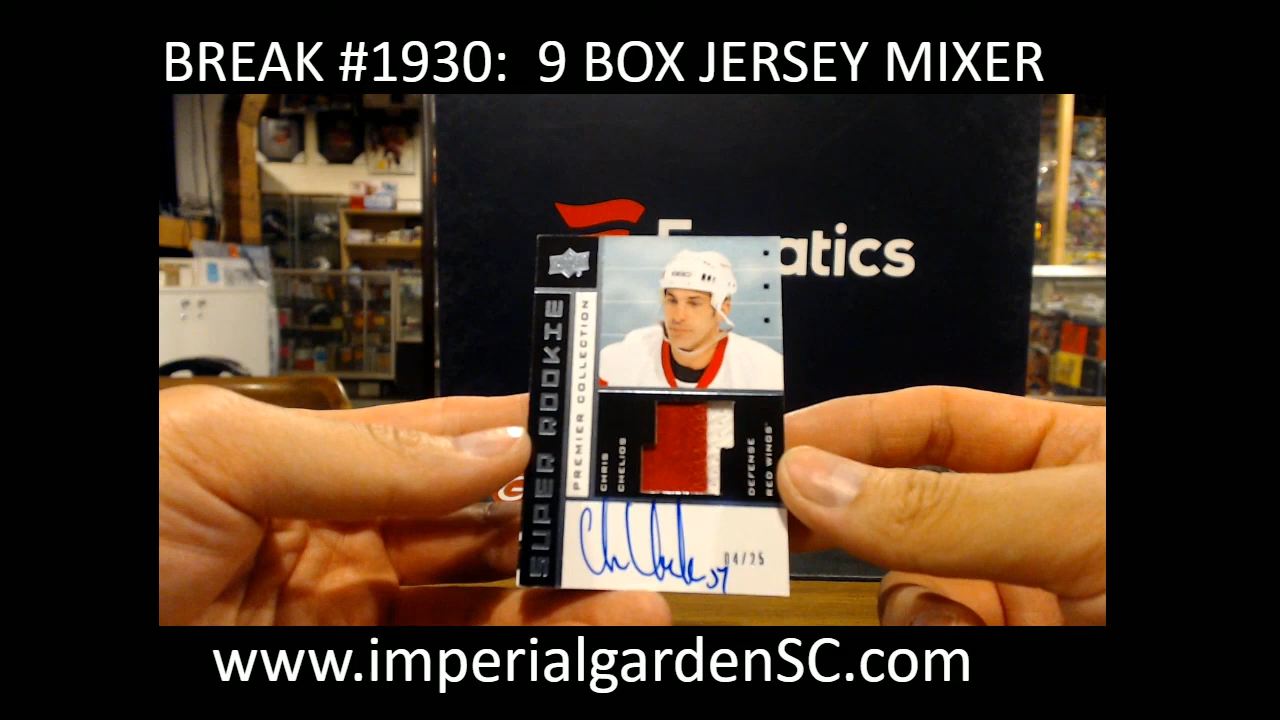 BREAK #1930:  9 BOX JERSEY MIXER
atics
SUPER ROOKIE
PREMIER COLLECTION
CHRIS
CHELIOS
DEFENSE
RED WINGS
04/25
www.imperialgardenSC.com